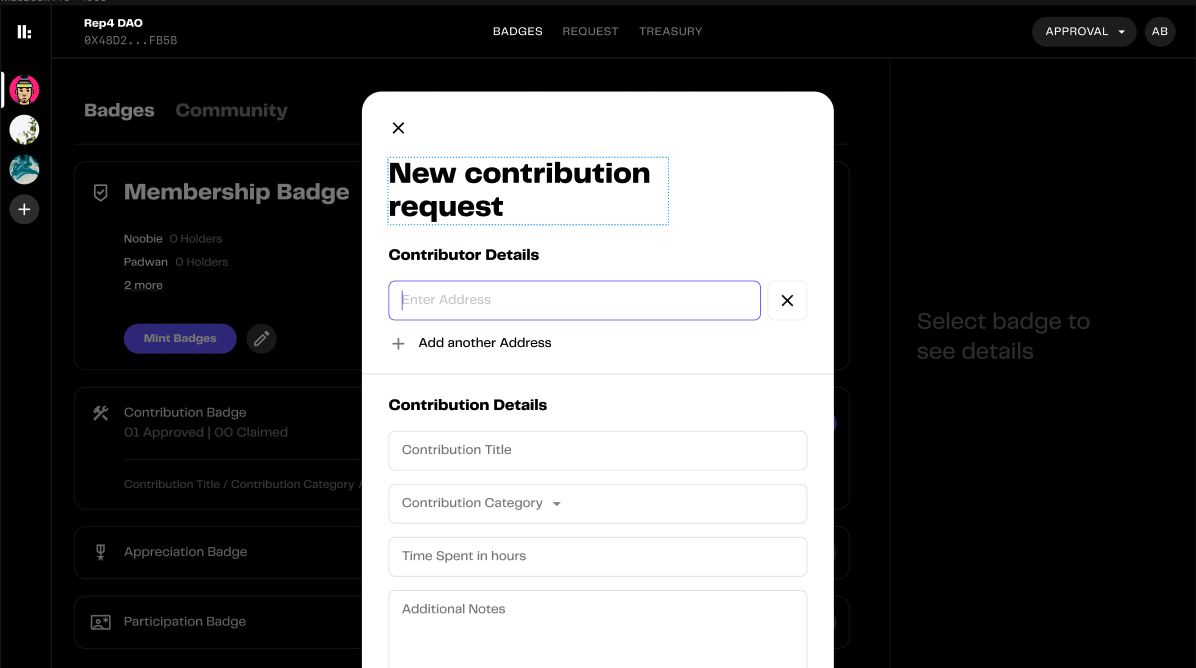 Rep4 DAO
0X48D2...FB5B
BADGES
REQUEST
TREASURY
APPROVAL
AB
Badges
Community
Membership Badge
Noobie 0 Holders
Padwan 0 Holders
2 more
Mint Badges
Contribution Badge
01 Approved | 00 Claimed
Contribution Title / Contribution Category /
Appreciation Badge
Participation Badge
New contribution
request
Contributor Details
Enter Address
Add another Address
Contribution Details
Contribution Title
Contribution Category
Time Spent in hours
Additional Notes
Select badge to
see details